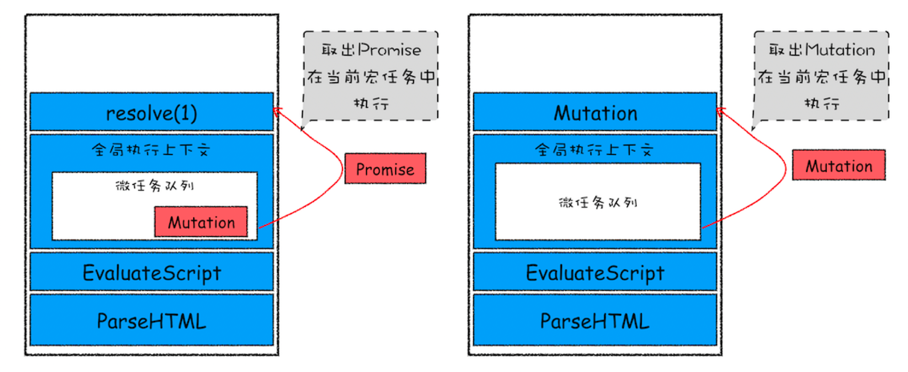 取出Promise
在当前宏任务中
执行
resolve(1)
全局执行上下文
Promise
微任务队列
Mutation
EvaluateScript
ParseHTML
取出Mutation
在当前宏任务中
执行
Mutation
全局执行上下文
Mutation
微任务队列
EvaluateScript
ParseHTML